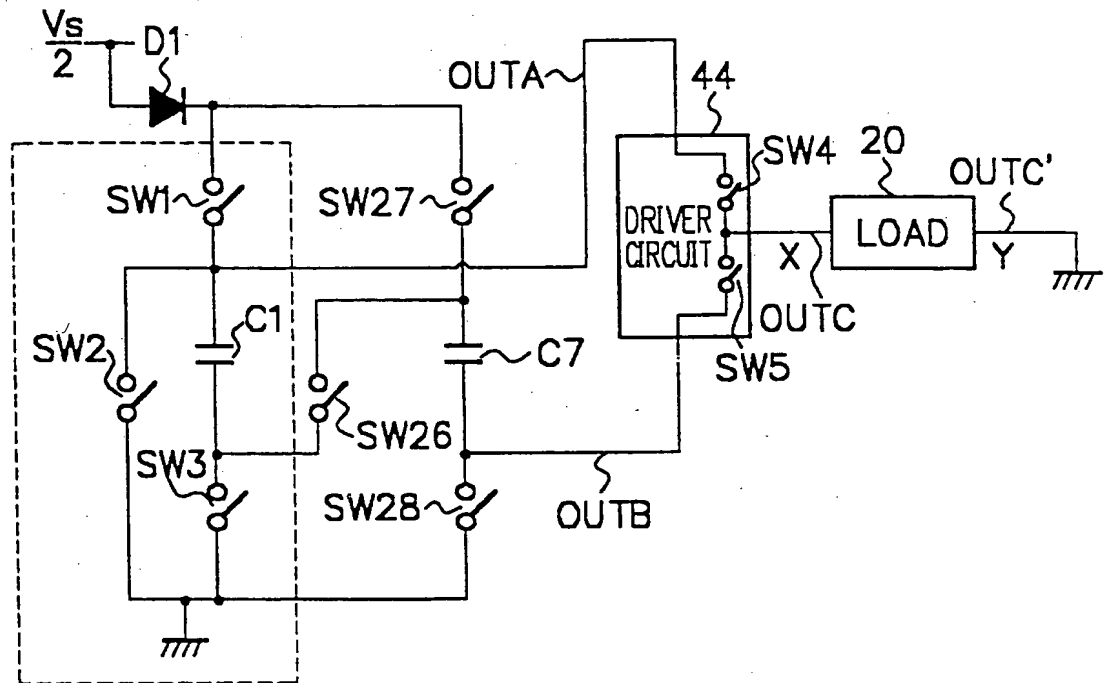 Vs
2
D1
OUTA
44
SW4
20
OUTC'
SW1
SW27
DRIVER
CIRCUIT
LOAD
X
Y
OUTC
C1
SW2
C7
SW5
SW26
SW3
SW28
OUTB